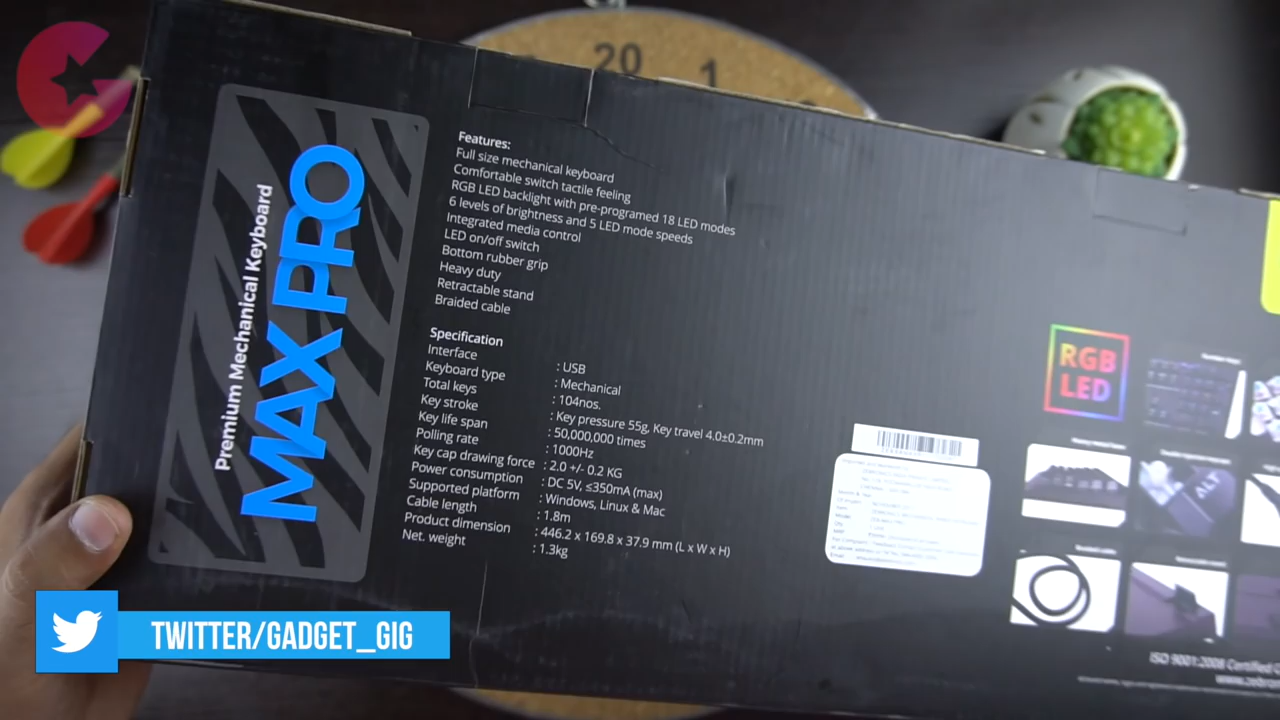 20 1
Premium Mechanical Keyboard
MAX PRO
Features:
Full size mechanical keyboard
Comfortable switch tactile feeling
RGB LED backlight with pre-programed 18 LED modes
6 levels of brightness and 5 LED mode speeds
Integrated media control
LED on/off switch
Bottom rubber grip
Heavy duty
Retractable stand
Braided cable
Specification
Interface : USB
Keyboard type : Mechanical
Total keys : 104nos.
Key stroke : Key pressure 55g, Key travel 4.0±0.2mm
Key life span : 50,000,000 times
Polling rate : 1000Hz
Key cap drawing force : 2.0 +/- 0.2 KG
Power consumption : DC 5V, ≤350mA (max)
Supported platform : Windows, Linux & Mac
Cable length : 1.8m
Product dimension : 446.2 x 169.8 x 37.9 mm (L x W x H)
Net. weight : 1.3kg
RGB
LED
ALT
ISO 9001:2008 Certified
TWITTER/GADGET_GIG